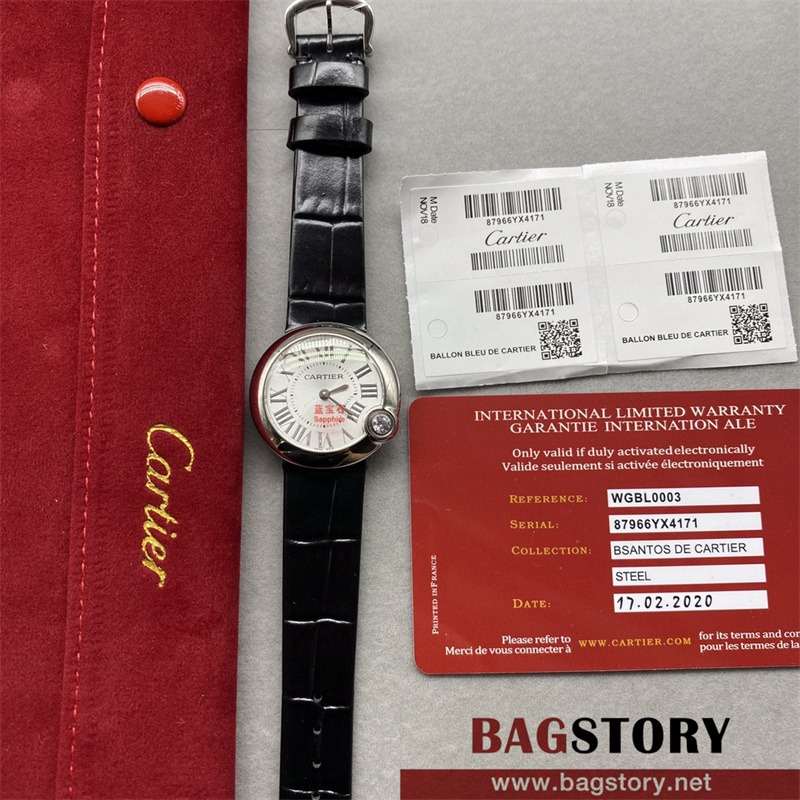 Cartier
CARTIER
蓝宝石
Sapphire
M Date
NOV/18
87966YX4171
Cartier
87966YX4171
BALLON BLEU DE CARTIER
M Date
NOV/18
87966YX4171
Cartier
87966YX4171
BALLON BLEU DE CARTIER
INTERNATIONAL LIMITED WARRANTY
GARANTIE INTERNATION ALE
Only valid if duly activated electronically
Valide seulement si activée électroniquement
REFERENCE: WGBL0003
SERIAL: 87966YX4171
COLLECTION: BSANTOS DE CARTIER
STEEL
DATE: 17.02.2020
PRINTED IN FRANCE
Please refer to
Merci de vous connecter à
WWW.CARTIER.COM
for its terms and con
pour les termes de la
BAGSTORY
www.bagstory.net